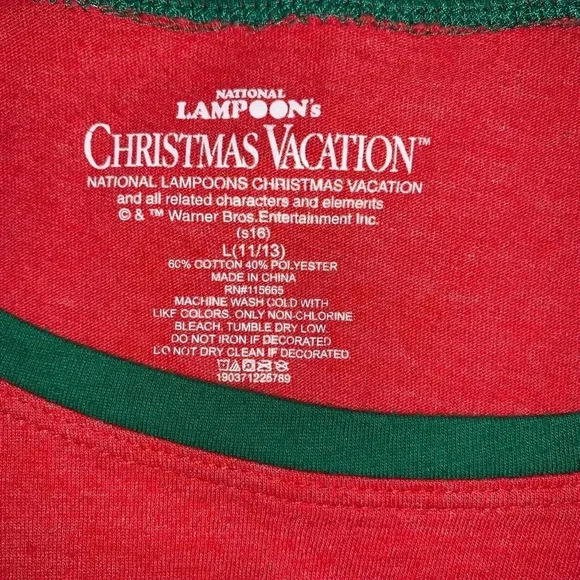 NATIONAL
LAMPOON's
CHRISTMAS VACATION™
NATIONAL LAMPOONS CHRISTMAS VACATION
and all related characters and elements
© & ™ Warner Bros.Entertainment Inc.
(s16)
L(11/13)
60% COTTON 40% POLYESTER
MADE IN CHINA
RN#115665
MACHINE WASH COLD WITH
LIKE COLORS. ONLY NON-CHLORINE
BLEACH. TUMBLE DRY LOW.
DO NOT IRON IF DECORATED
DO NOT DRY CLEAN IF DECORATED.
190371225789